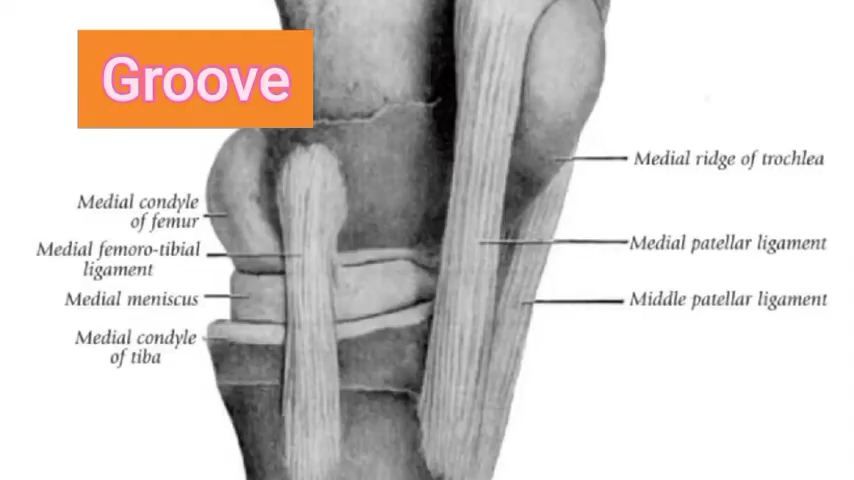 Groove
Medial condyle
of femur
Medial femoro-tibial
ligament
Medial meniscus
Medial condyle
of tiba
Medial ridge of trochlea
Medial patellar ligament
Middle patellar ligament